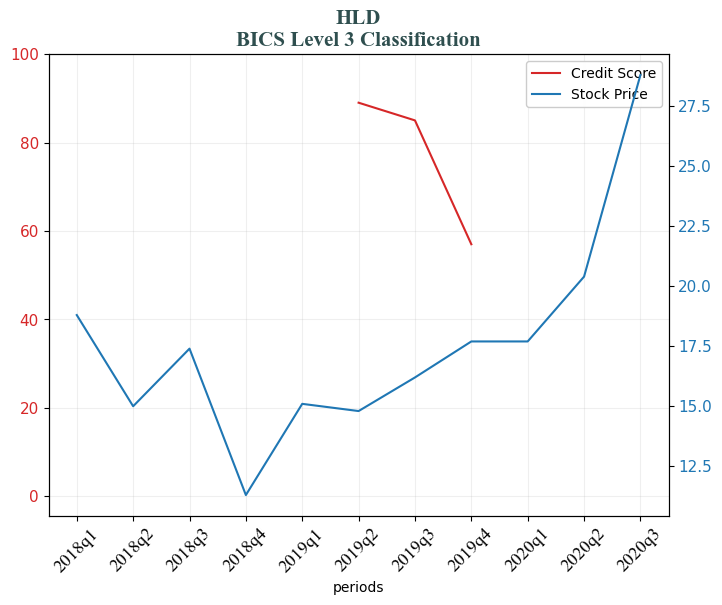 HLD
BICS Level 3 Classification
Credit Score
Stock Price
100
80
60
40
20
0
27.5
25.0
22.5
20.0
17.5
15.0
12.5
2018q1
2018q2
2018q3
2018q4
2019q1
2019q2
2019q3
2019q4
2020q1
2020q2
2020q3
periods